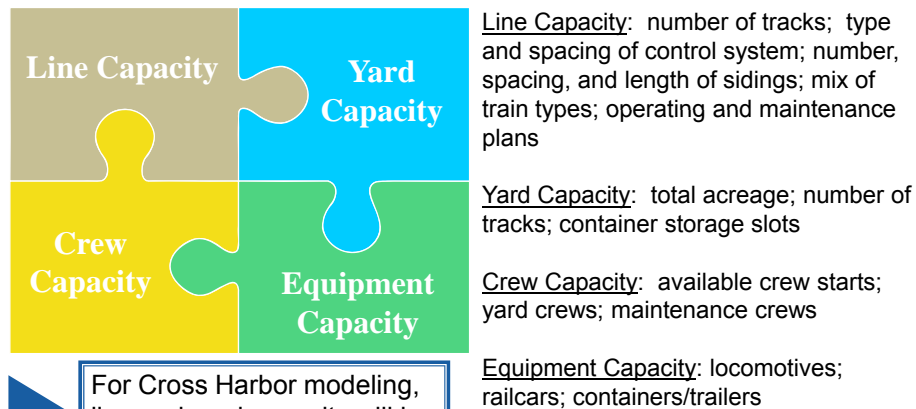 Line Capacity
Yard
Capacity
Crew
Capacity
Equipment
Capacity
Line Capacity: number of tracks; type
and spacing of control system; number,
spacing, and length of sidings; mix of
train types; operating and maintenance
plans
Yard Capacity: total acreage; number of
tracks; container storage slots
Crew Capacity: available crew starts;
yard crews; maintenance crews
Equipment Capacity: locomotives;
railcars; containers/trailers
For Cross Harbor modeling,